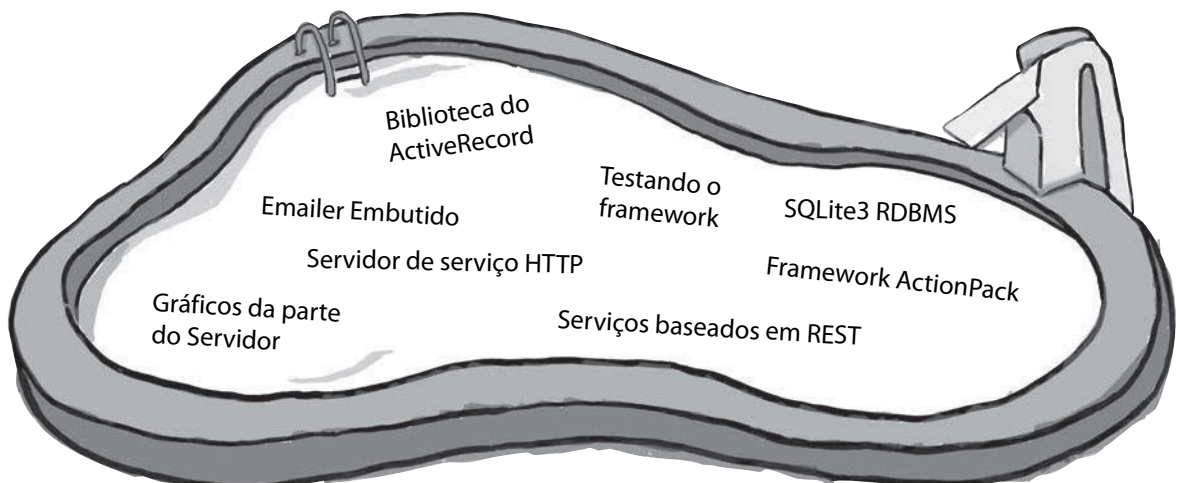 Biblioteca do
ActiveRecord
Testando o
framework
SQLite3 RDBMS
Emailer Embutido
Servidor de serviço HTTP
Framework ActionPack
Gráficos da parte
do Servidor
Serviços baseados em REST